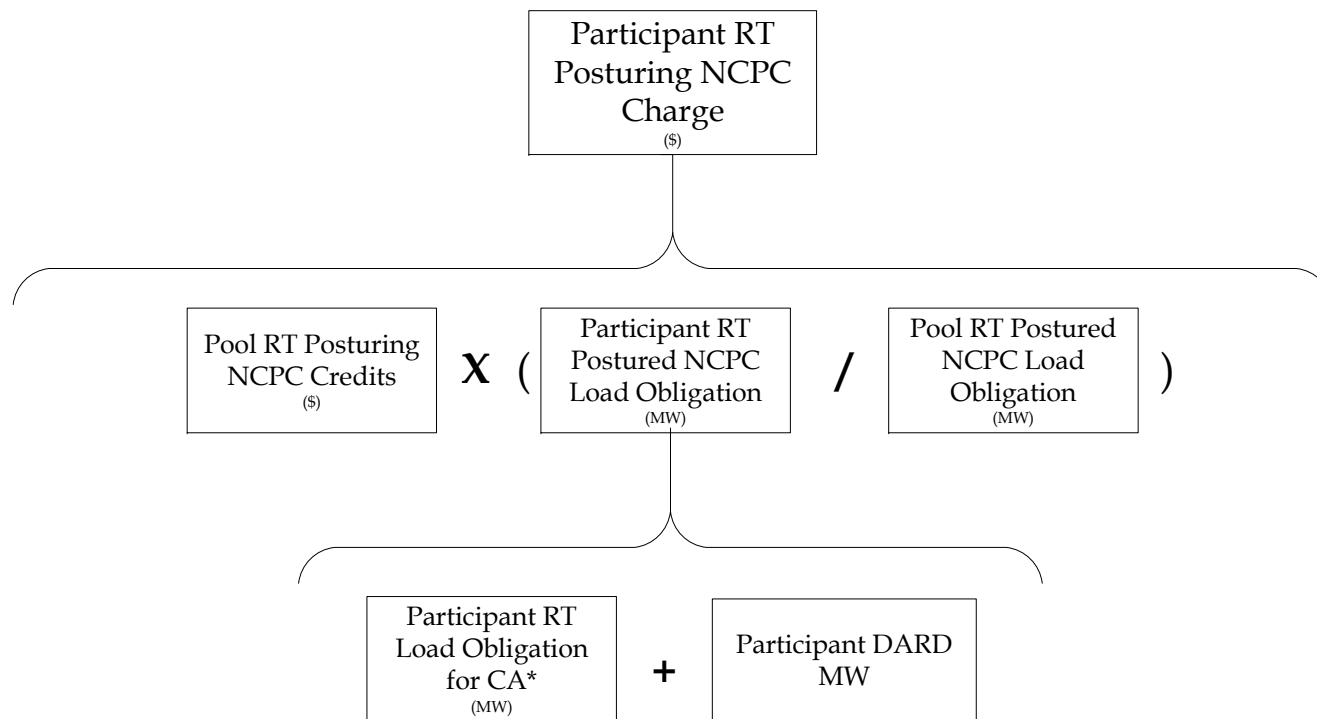 Participant RT
Posturing NCPC
Charge
($)
Pool RT Posturing
NCPC Credits
($)
X
(
Participant RT
Postured NCPC
Load Obligation
(MW)
/
Pool RT Postured
NCPC Load
Obligation
(MW)
)
Participant RT
Load Obligation
for CA*
(MW)
+
Participant DARD
MW